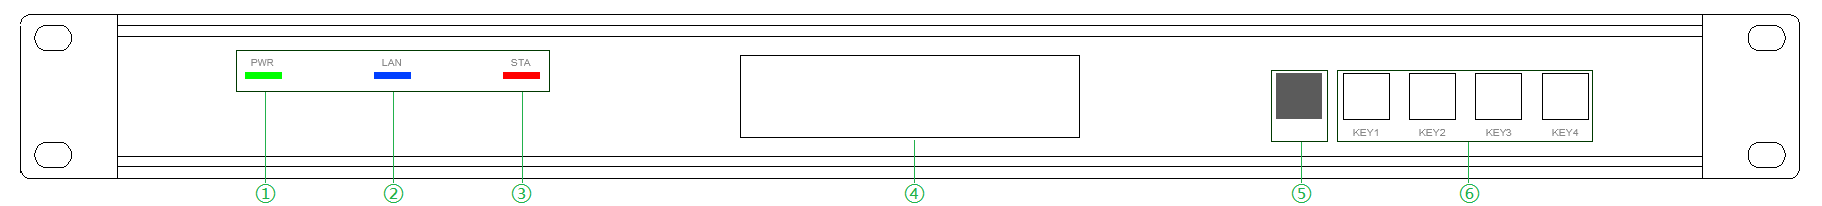 PWR LAN STA
KEY1 KEY2 KEY3 KEY4
① ② ③ ④ ⑤ ⑥